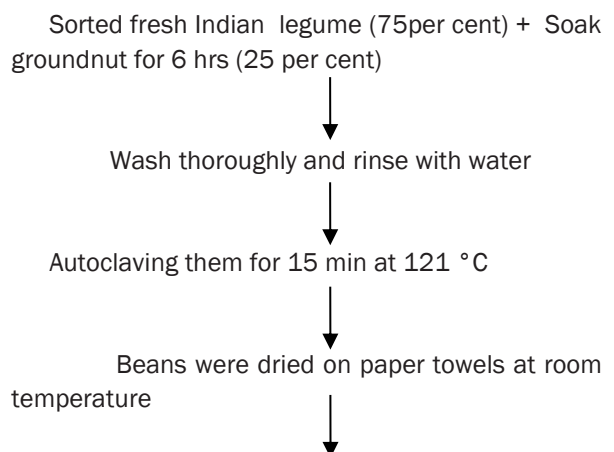 Sorted fresh Indian legume (75per cent) + Soak
groundnut for 6 hrs (25 per cent)
Wash thoroughly and rinse with water
Autoclaving them for 15 min at 121 °C
Beans were dried on paper towels at room
temperature